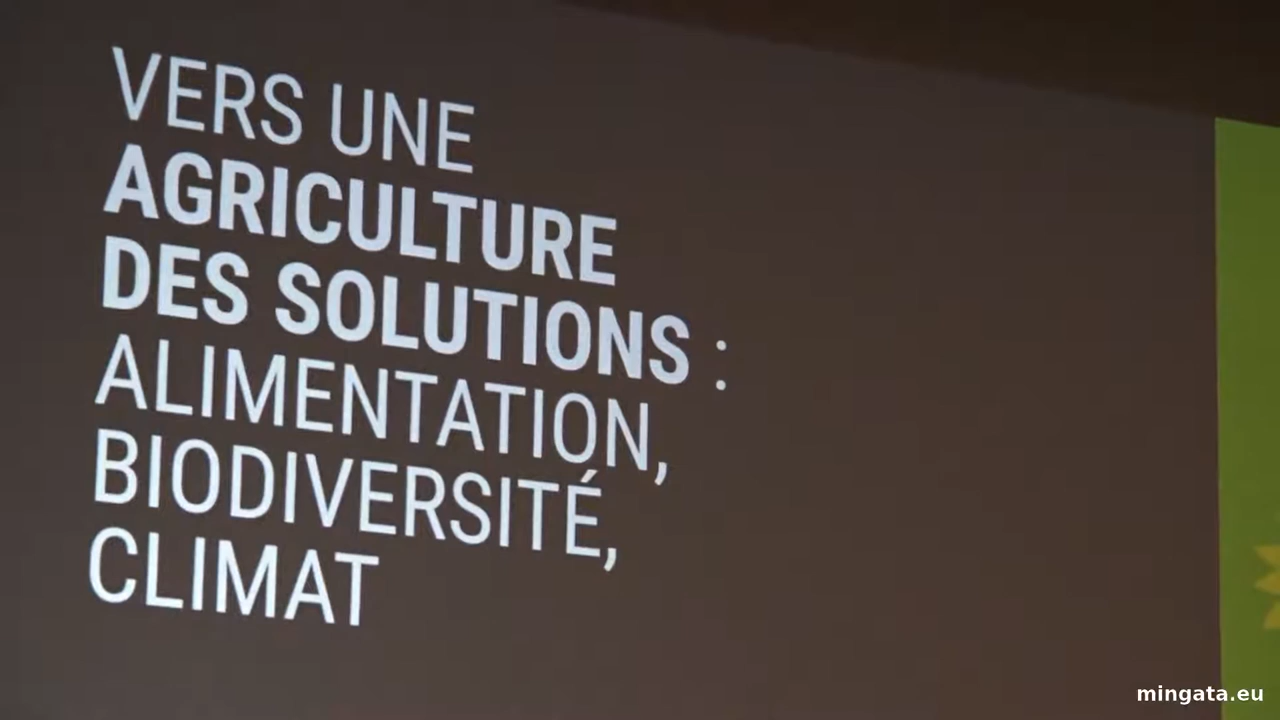 VERS UNE
AGRICULTURE
DES SOLUTIONS :
ALIMENTATION,
BIODIVERSITÉ,
CLIMAT
mingata.eu